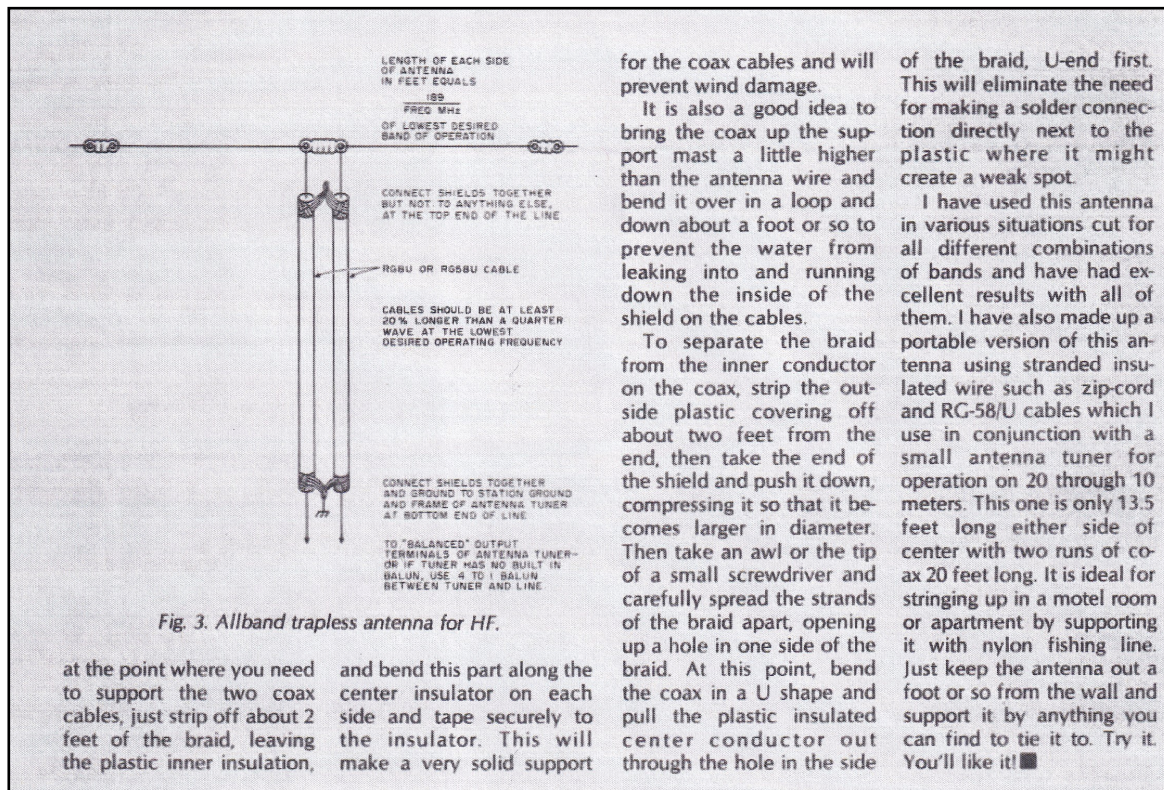 LENGTH OF EACH SIDE
OF ANTENNA
IN FEET EQUALS
189
FREQ MHz
OF LOWEST DESIRED
BAND OF OPERATION
CONNECT SHIELDS TOGETHER
BUT NOT TO ANYTHING ELSE,
AT THE TOP END OF THE LINE
RG8U OR RG58U CABLE
CABLES SHOULD BE AT LEAST
20% LONGER THAN A QUARTER
WAVE AT THE LOWEST
DESIRED OPERATING FREQUENCY
CONNECT SHIELDS TOGETHER
AND GROUND TO STATION GROUND
AND FRAME OF ANTENNA TUNER
AT BOTTOM END OF LINE
TO "BALANCED" OUTPUT
TERMINALS OF ANTENNA TUNER-
OR IF TUNER HAS NO BUILT IN
BALUN, USE 4 TO 1 BALUN
BETWEEN TUNER AND LINE
Fig. 3. Allband trapless antenna for HF.
at the point where you need
to support the two coax
cables, just strip off about 2
feet of the braid, leaving
the plastic inner insulation,
and bend this part along the
center insulator on each
side and tape securely to
the insulator. This will
make a very solid support
for the coax cables and will
prevent wind damage.
It is also a good idea to
bring the coax up the sup-
port mast a little higher
than the antenna wire and
bend it over in a loop and
down about a foot or so to
prevent the water from
leaking into and running
down the inside of the
shield on the cables.
To separate the braid
from the inner conductor
on the coax, strip the out-
side plastic covering off
about two feet from the
end, then take the end of
the shield and push it down,
compressing it so that it be-
comes larger in diameter.
Then take an awl or the tip
of a small screwdriver and
carefully spread the strands
of the braid apart, opening
up a hole in one side of the
braid. At this point, bend
the coax in a U shape and
pull the plastic insulated
center conductor out
through the hole in the side
of the braid, U-end first.
This will eliminate the need
for making a solder connec-
tion directly next to the
plastic where it might
create a weak spot.
I have used this antenna
in various situations cut for
all different combinations
of bands and have had ex-
cellent results with all of
them. I have also made up a
portable version of this an-
tenna using stranded insu-
lated wire such as zip-cord
and RG-58/U cables which I
use in conjunction with a
small antenna tuner for
operation on 20 through 10
meters. This one is only 13.5
feet long either side of
center with two runs of co-
ax 20 feet long. It is ideal for
stringing up in a motel room
or apartment by supporting
it with nylon fishing line.
Just keep the antenna out a
foot or so from the wall and
support it by anything you
can find to tie it to. Try it.
You'll like it!